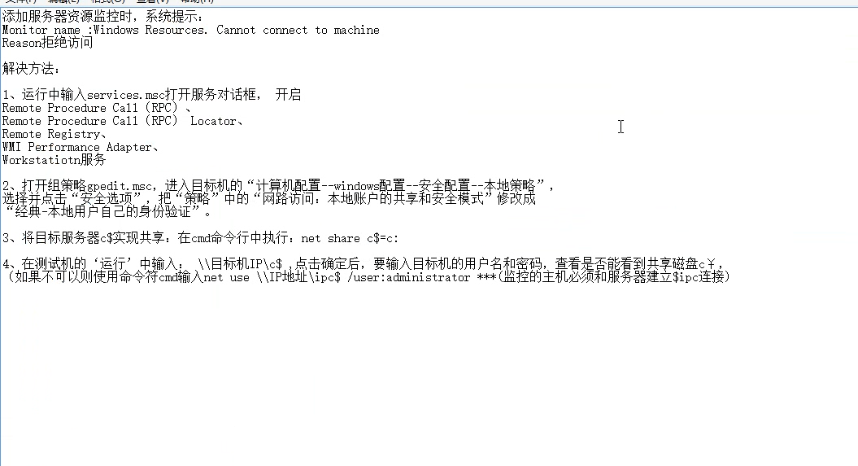 添加服务器资源监控时，系统提示：
Monitor name :Windows Resources. Cannot connect to machine
Reason拒绝访问
解决方法：
1、运行中输入services.msc打开服务对话框， 开启
Remote Procedure Call（RPC）、
Remote Procedure Call（RPC） Locator、
Remote Registry、
WMI Performance Adapter、
Workstatiotn服务
2、打开组策略gpedit.msc，进入目标机的“计算机配置--windows配置--安全配置--本地策略”，
选择并点击“安全选项”，把“策略”中的“网路访问：本地账户的共享和安全模式”修改成
“经典-本地用户自己的身份验证”。
3、将目标服务器c$实现共享：在cmd命令行中执行：net share c$=c:
4、在测试机的‘运行’中输入： \\目标机IP\c$ ，点击确定后，要输入目标机的用户名和密码，查看是否能看到共享磁盘c￥，
（如果不可以则使用命令符cmd输入net use \\IP地址\ipc$ /user:administrator ***(监控的主机必须和服务器建立$ipc连接）